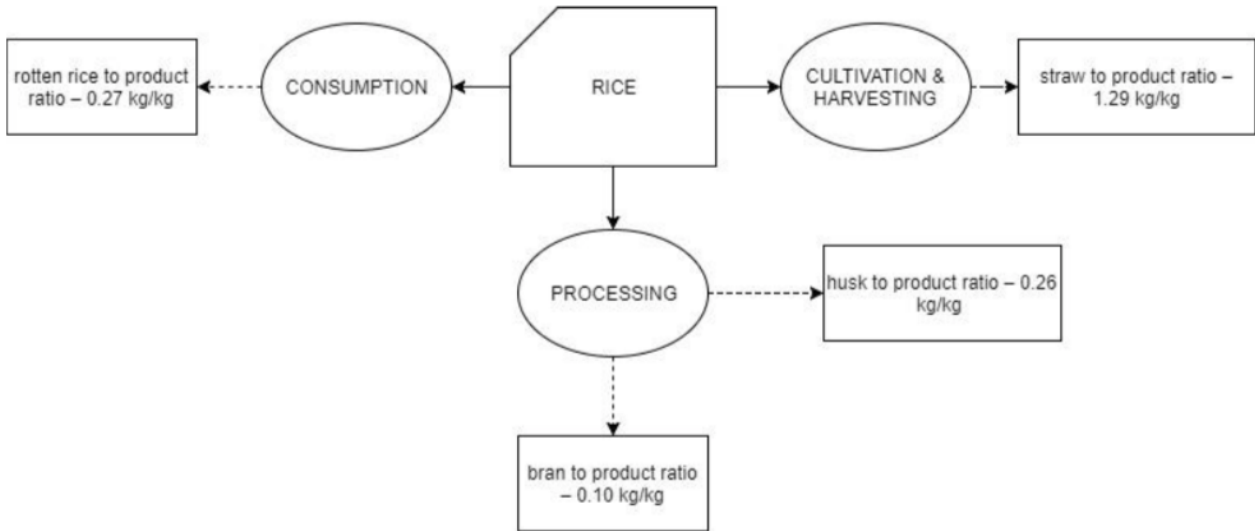 rotten rice to product
ratio – 0.27 kg/kg
CONSUMPTION
RICE
CULTIVATION &
HARVESTING
straw to product ratio –
1.29 kg/kg
PROCESSING
husk to product ratio – 0.26
kg/kg
bran to product ratio
– 0.10 kg/kg